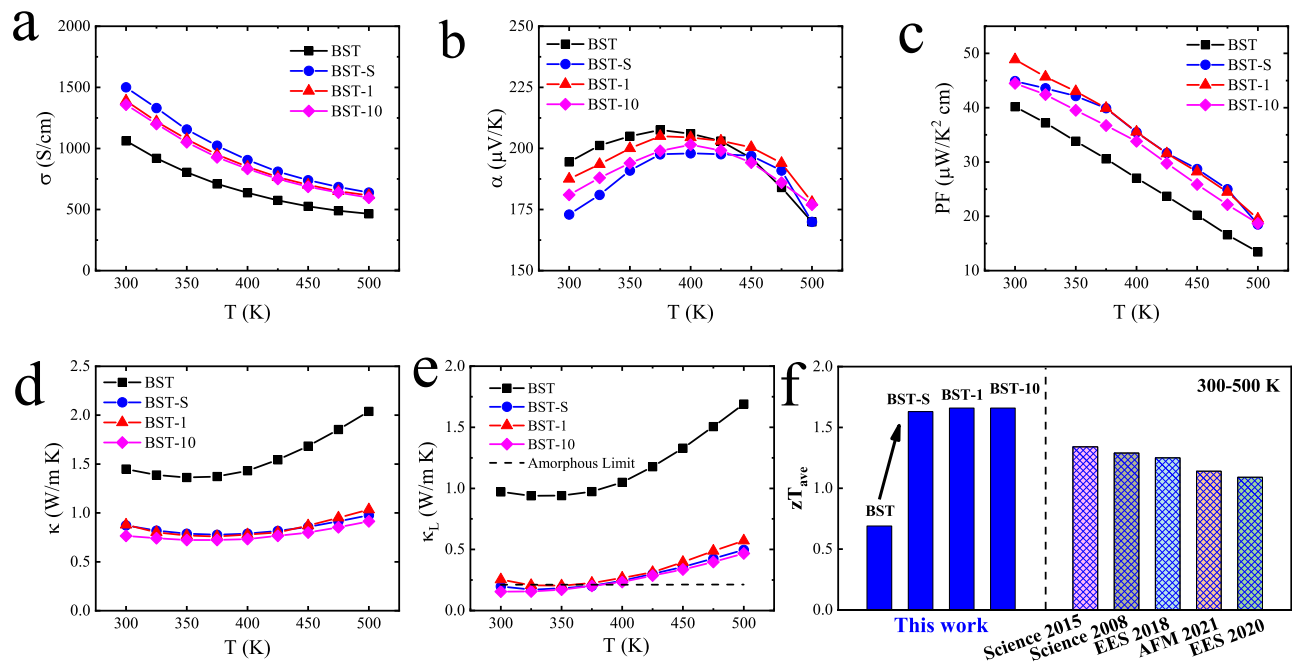 a
2000
1500
1000
500
0
σ (S/cm)
BST
BST-S
BST-1
BST-10
300 350 400 450 500
T (K)
b
250
225
200
175
150
α (μV/K)
BST
BST-S
BST-1
BST-10
300 350 400 450 500
T (K)
c
50
40
30
20
10
PF (μW/K² cm)
BST
BST-S
BST-1
BST-10
300 350 400 450 500
T (K)
d
2.5
2.0
1.5
1.0
0.5
0.0
κ (W/m K)
BST
BST-S
BST-1
BST-10
300 350 400 450 500
T (K)
e
2.0
1.5
1.0
0.5
0.0
κL (W/m K)
BST
BST-S
BST-1
BST-10
Amorphous Limit
300 350 400 450 500
T (K)
f
2.0
1.5
1.0
0.5
0.0
zTave
300-500 K
BST
BST-S
BST-1
BST-10
This work
Science 2015
Science 2008
EES 2018
AFM 2021
EES 2020